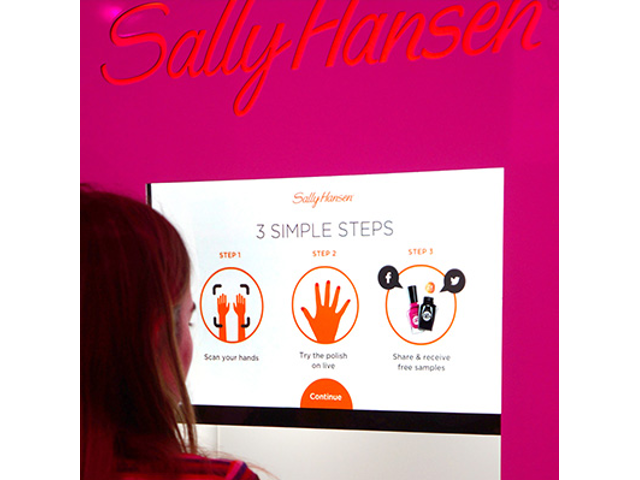 Sally Hansen®
Sally Hansen
3 SIMPLE STEPS
STEP 1
STEP 2
STEP 3
f
Scan your hands
Try the polish
on live
Share & receive
free samples
Continue